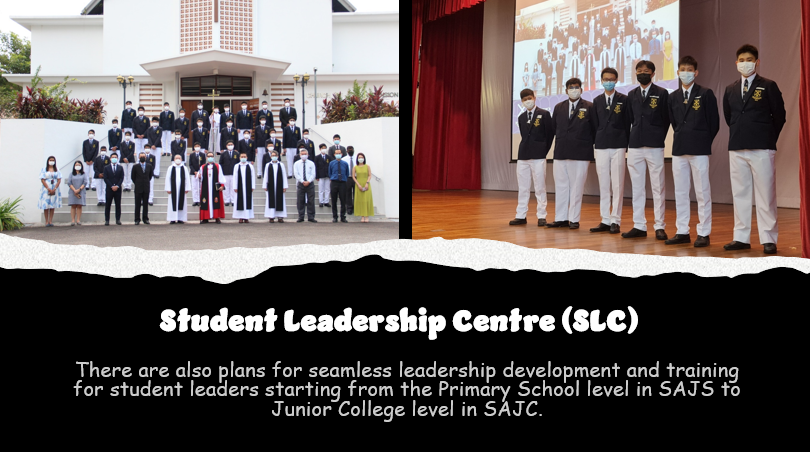 Student Leadership Centre (SLC)
There are also plans for seamless leadership development and training
for student leaders starting from the Primary School level in SAJS to
Junior College level in SAJC.